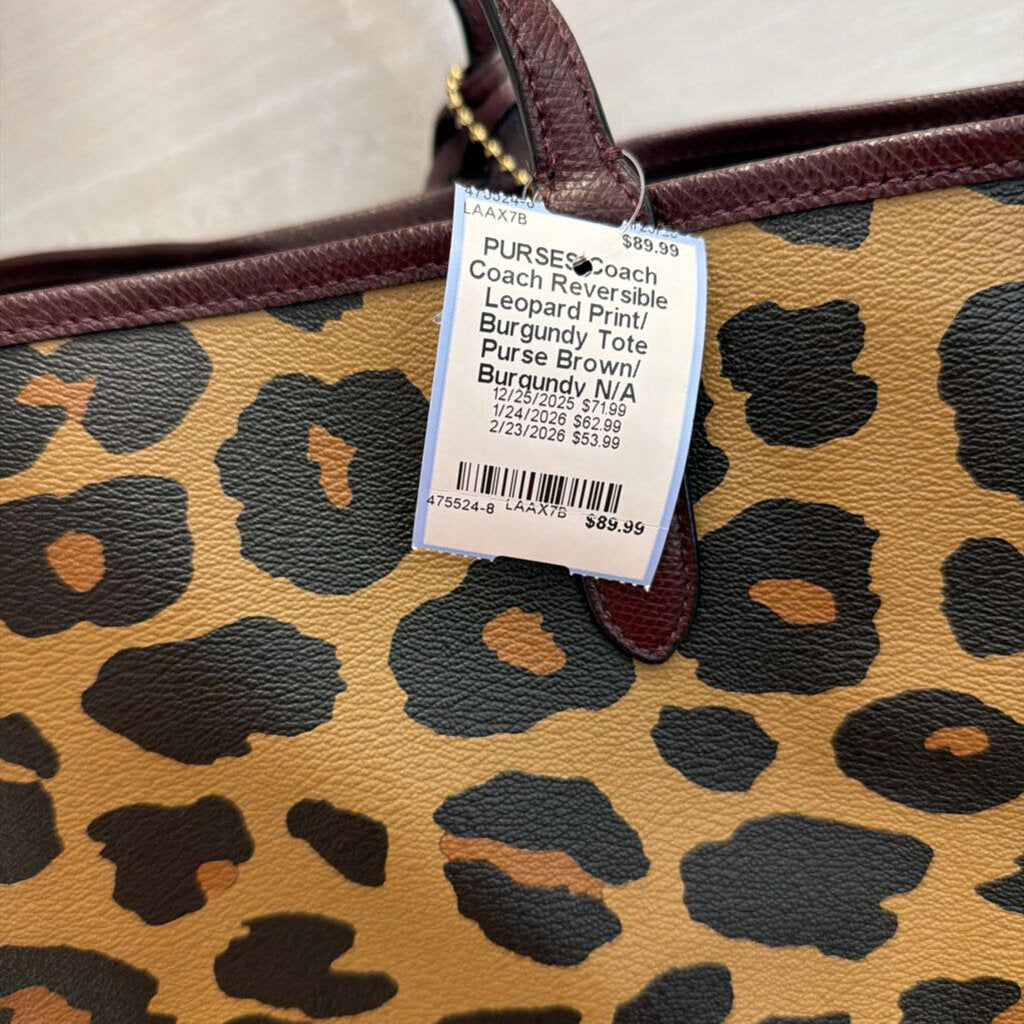 LAAX7B
$89.99
PURSES Coach
Coach Reversible
Leopard Print/
Burgundy Tote
Purse Brown/
Burgundy N/A
12/25/2025 $71.99
1/24/2026 $62.99
2/23/2026 $53.99
475524-8 LAAX7B $89.99